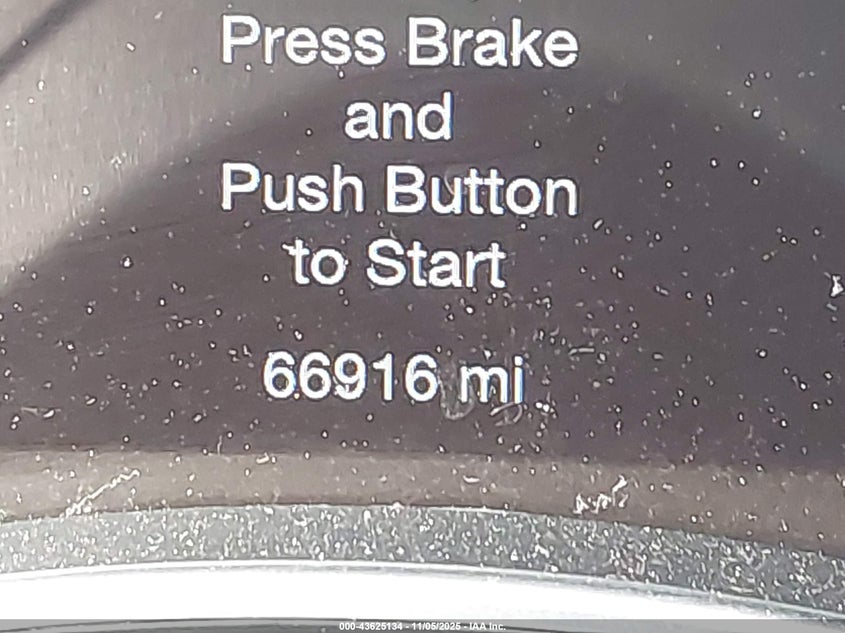 Press Brake
and
Push Button
to Start
66916 mi
000-43625134 - 11/05/2025 - IAA Inc.